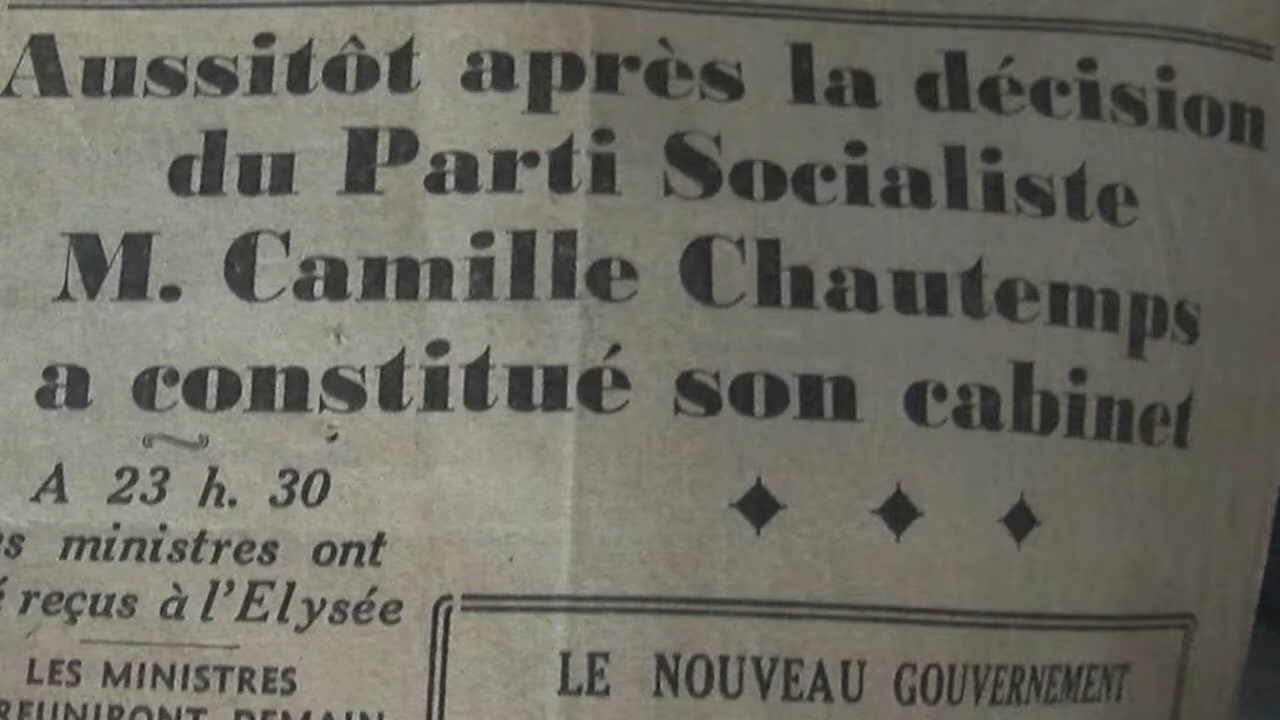 Aussitôt après la décision
du Parti Socialiste
M. Camille Chautemps
a constitué son cabinet
A 23 h. 30
ministres ont
reçus à l'Elysée
LES MINISTRES
DEMAIN
LE NOUVEAU GOUVERNEMENT